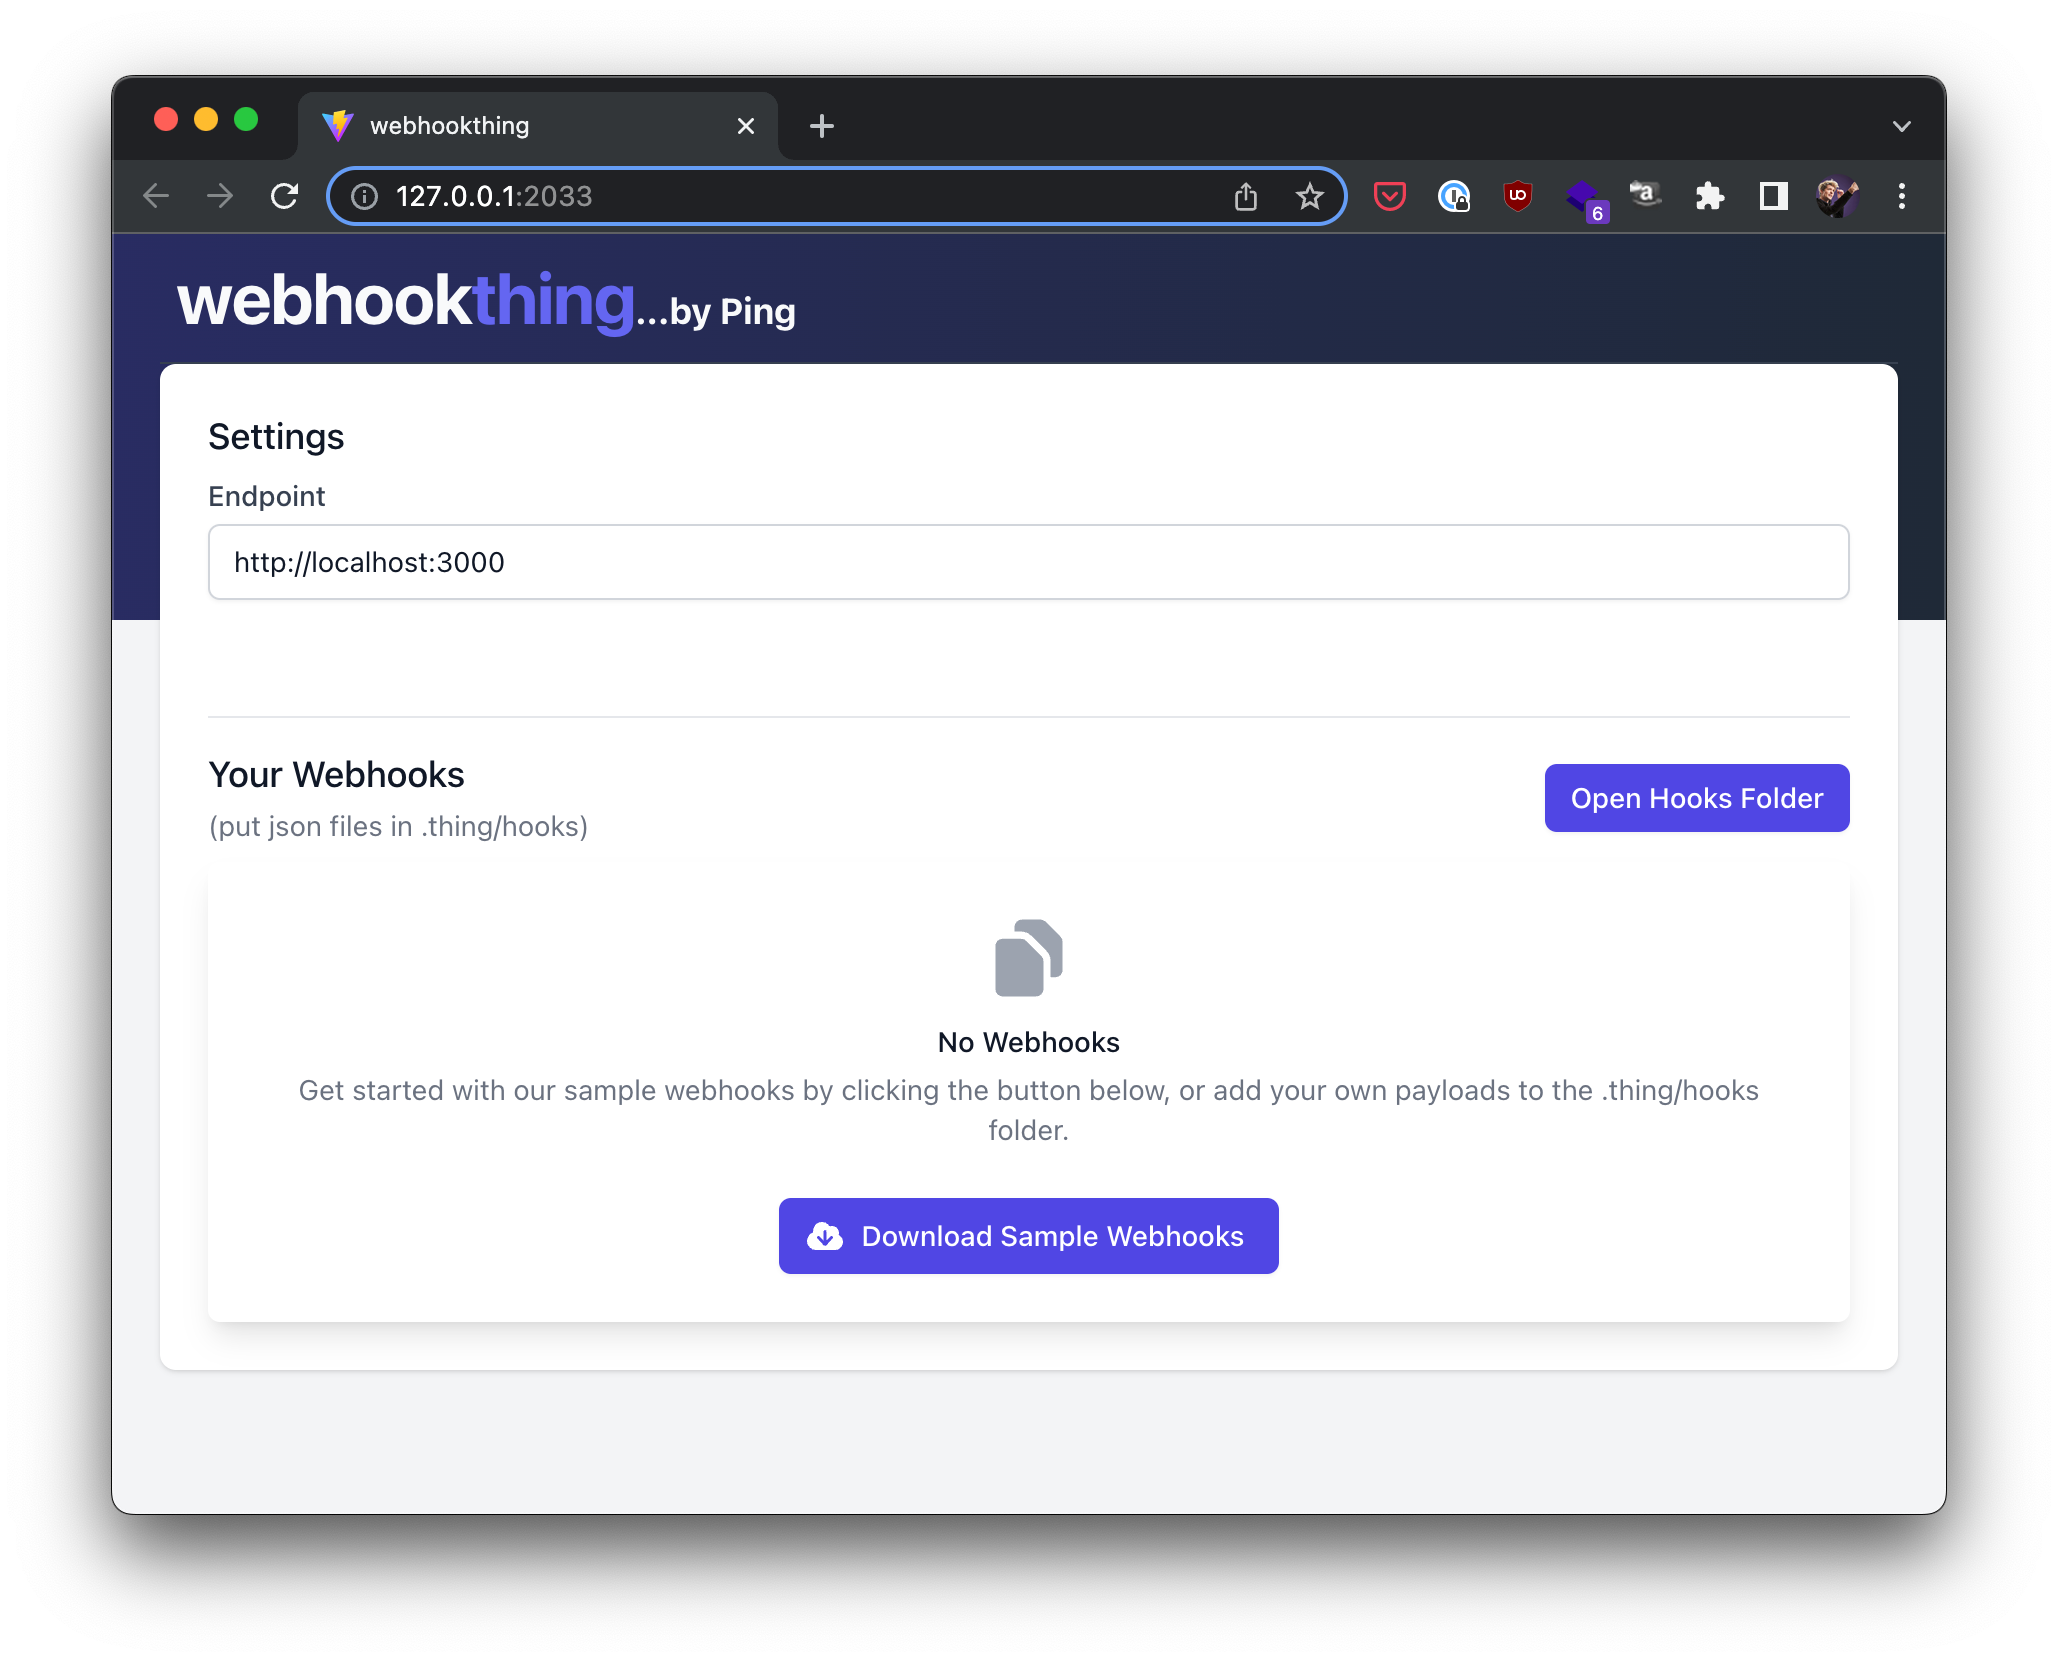 webhookthing
127.0.0.1:2033
6
webhookthing...by Ping
Settings
Endpoint
http://localhost:3000
Your Webhooks
(put json files in .thing/hooks)
Open Hooks Folder
No Webhooks
Get started with our sample webhooks by clicking the button below, or add your own payloads to the .thing/hooks
folder.
Download Sample Webhooks